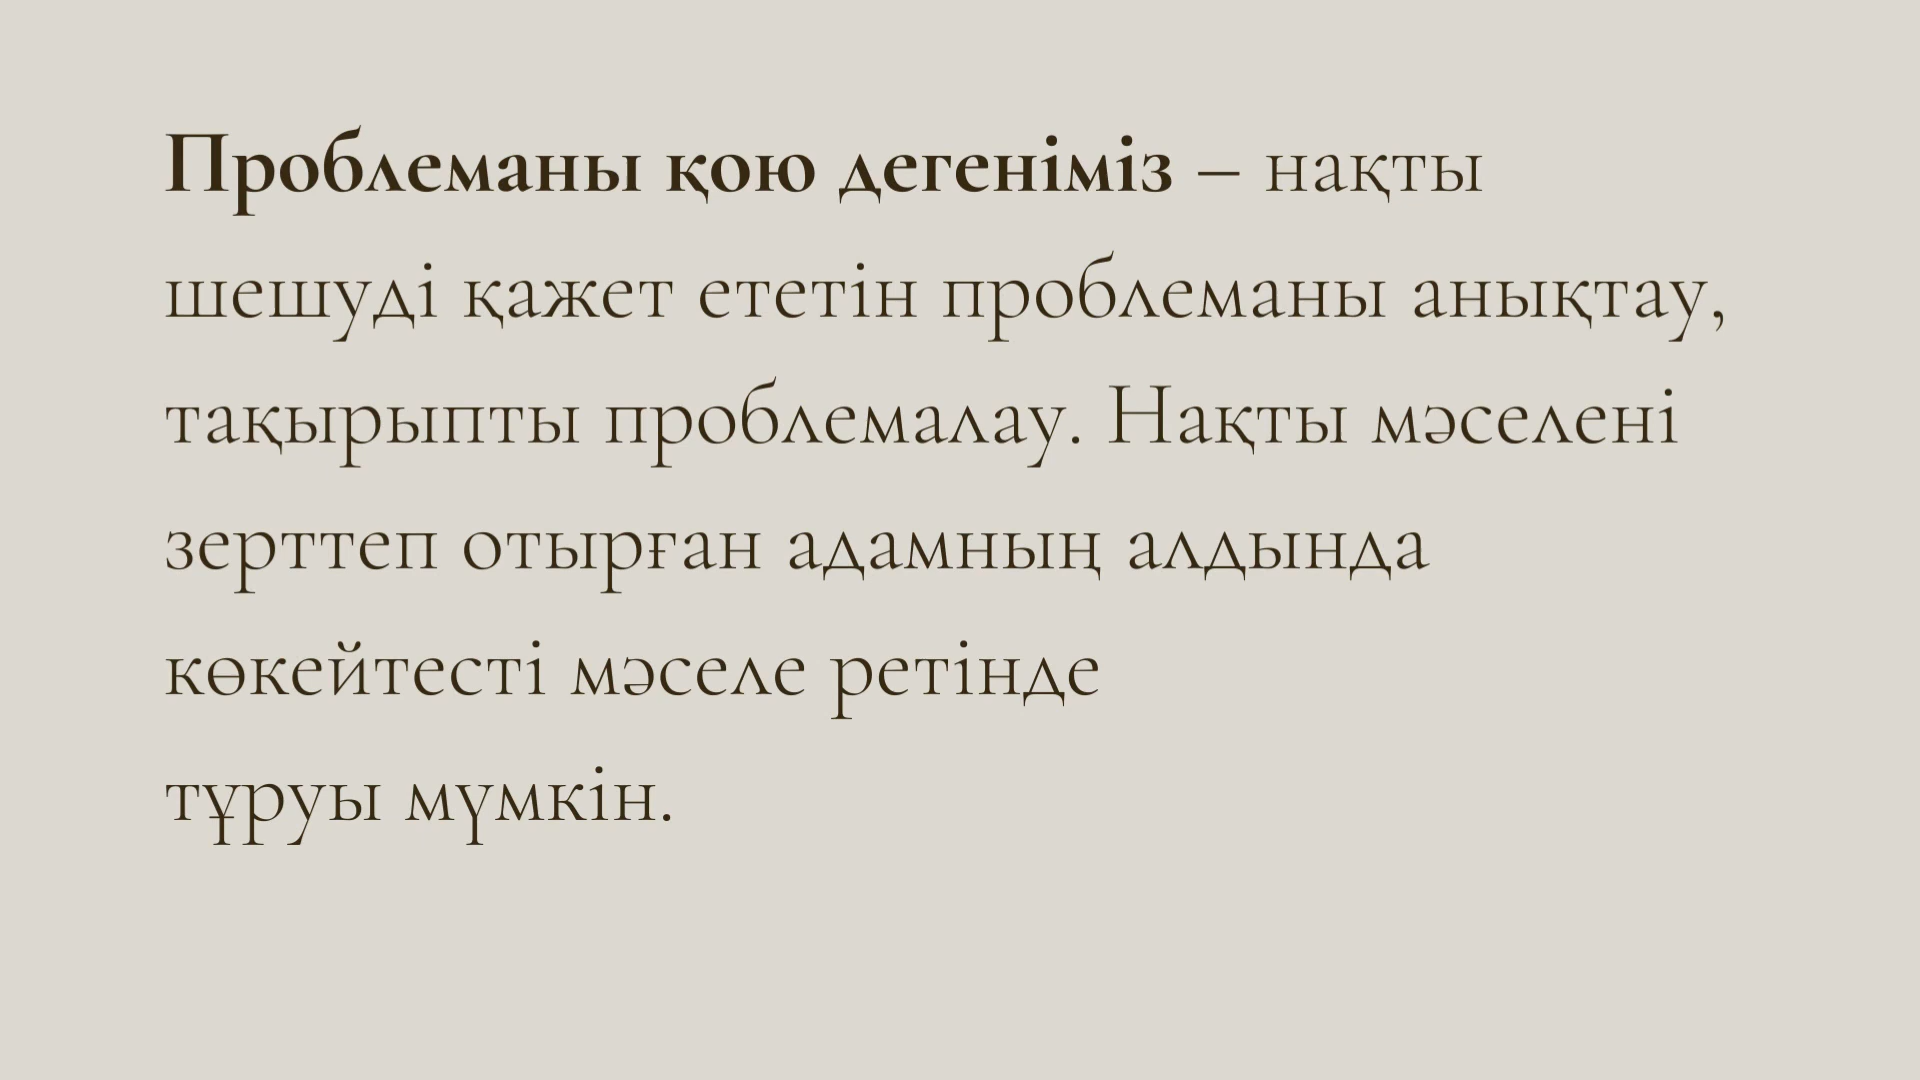 Проблеманы қою дегеніміз – нақты
шешуді қажет ететін проблеманы анықтау,
тақырыпты проблемалау. Нақты мәселені
зерттеп отырған адамның алдында
көкейтесті мәселе ретінде
тұруы мүмкін.